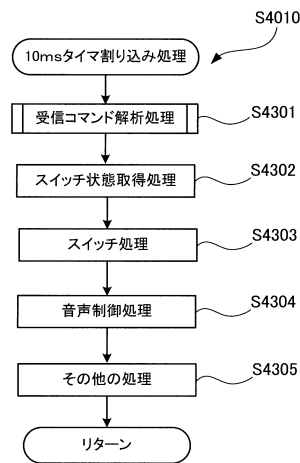 S4010
10msタイマ割り込み処理
受信コマンド解析処理
S4301
スイッチ状態取得処理
S4302
スイッチ処理
S4303
音声制御処理
S4304
その他の処理
S4305
リターン